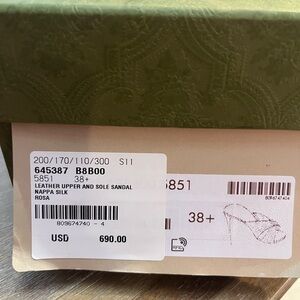 200/170/110/300 S11
645387 B8B00
5851 38+
LEATHER UPPER AND SOLE SANDAL
NAPPA SILK
ROSA
809674740 - 4
USD 690.00
5851
38+